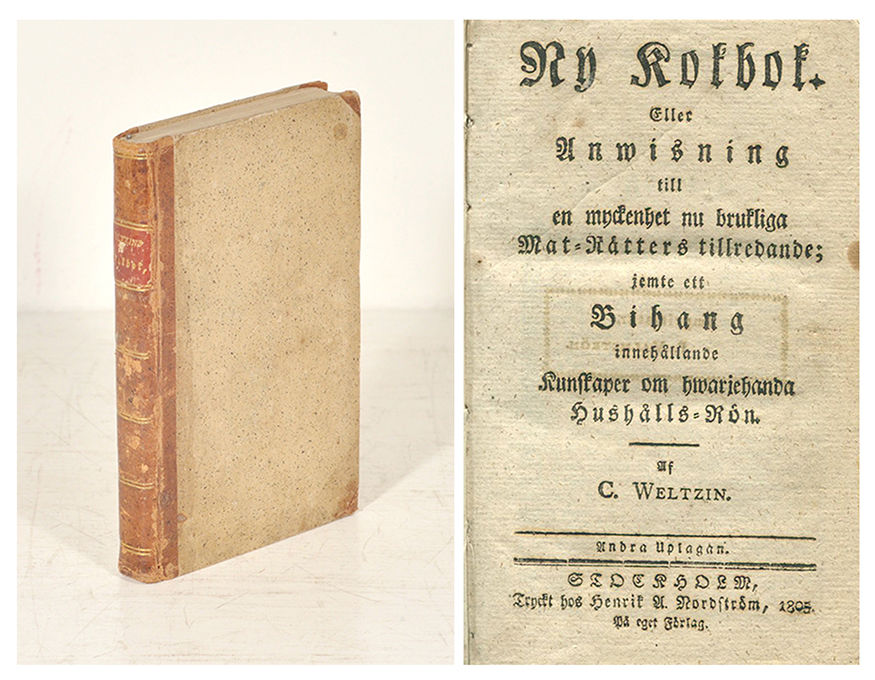 Ny Kokbok.
Eller
Anwisning
till
en myckenhet nu brukliga
Mat-Rätters tillredande;
jemte ett
Bihang
innehållande
Kunskaper om hwarjehanda
Hushålls-Rön.
Af
C. WELTZIN.
Andra Uplagan.
STOCKHOLM,
Tryckt hos Henrik A. Nordström, 1805.
På eget Förlag.